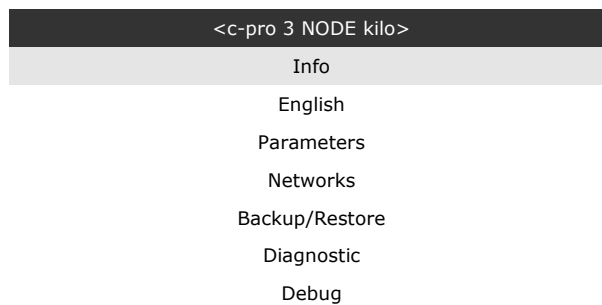 <c-pro 3 NODE kilo>
Info
English
Parameters
Networks
Backup/Restore
Diagnostic
Debug